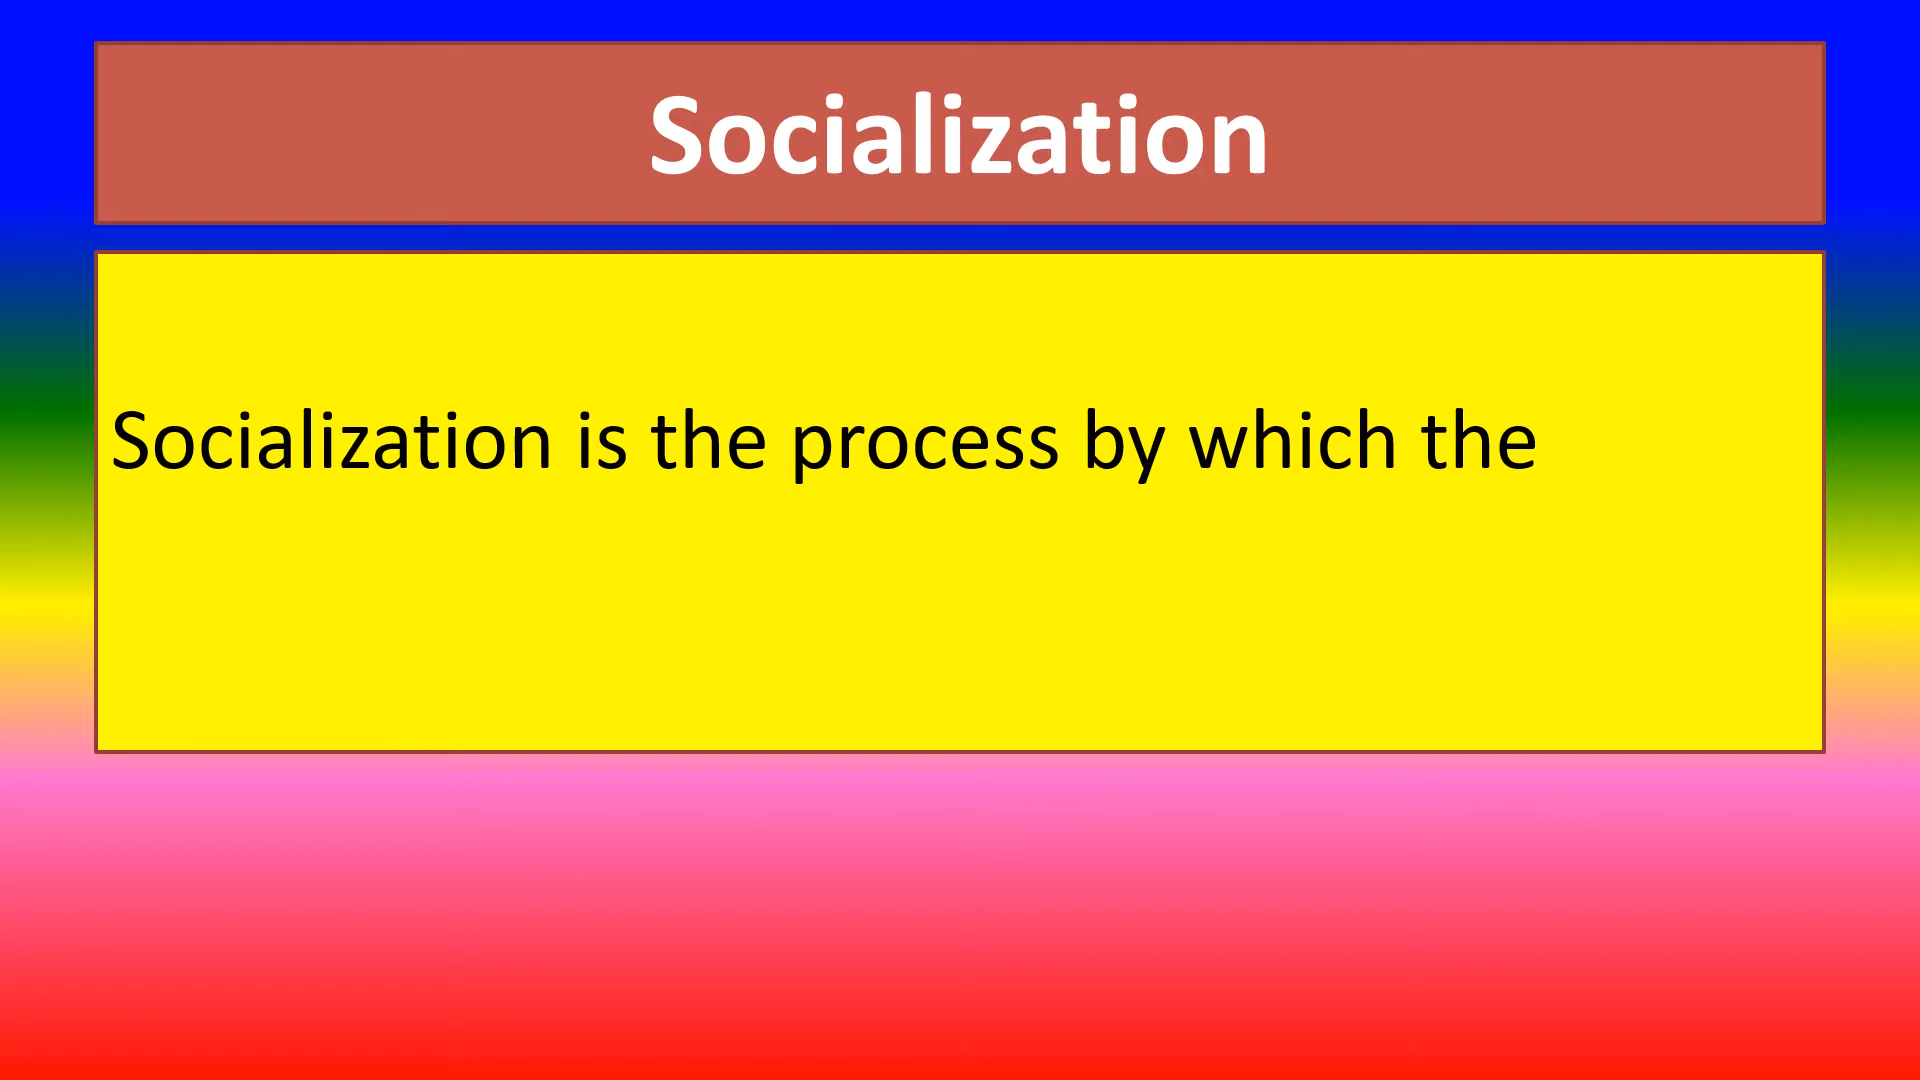 Socialization
Socialization is the process by which the